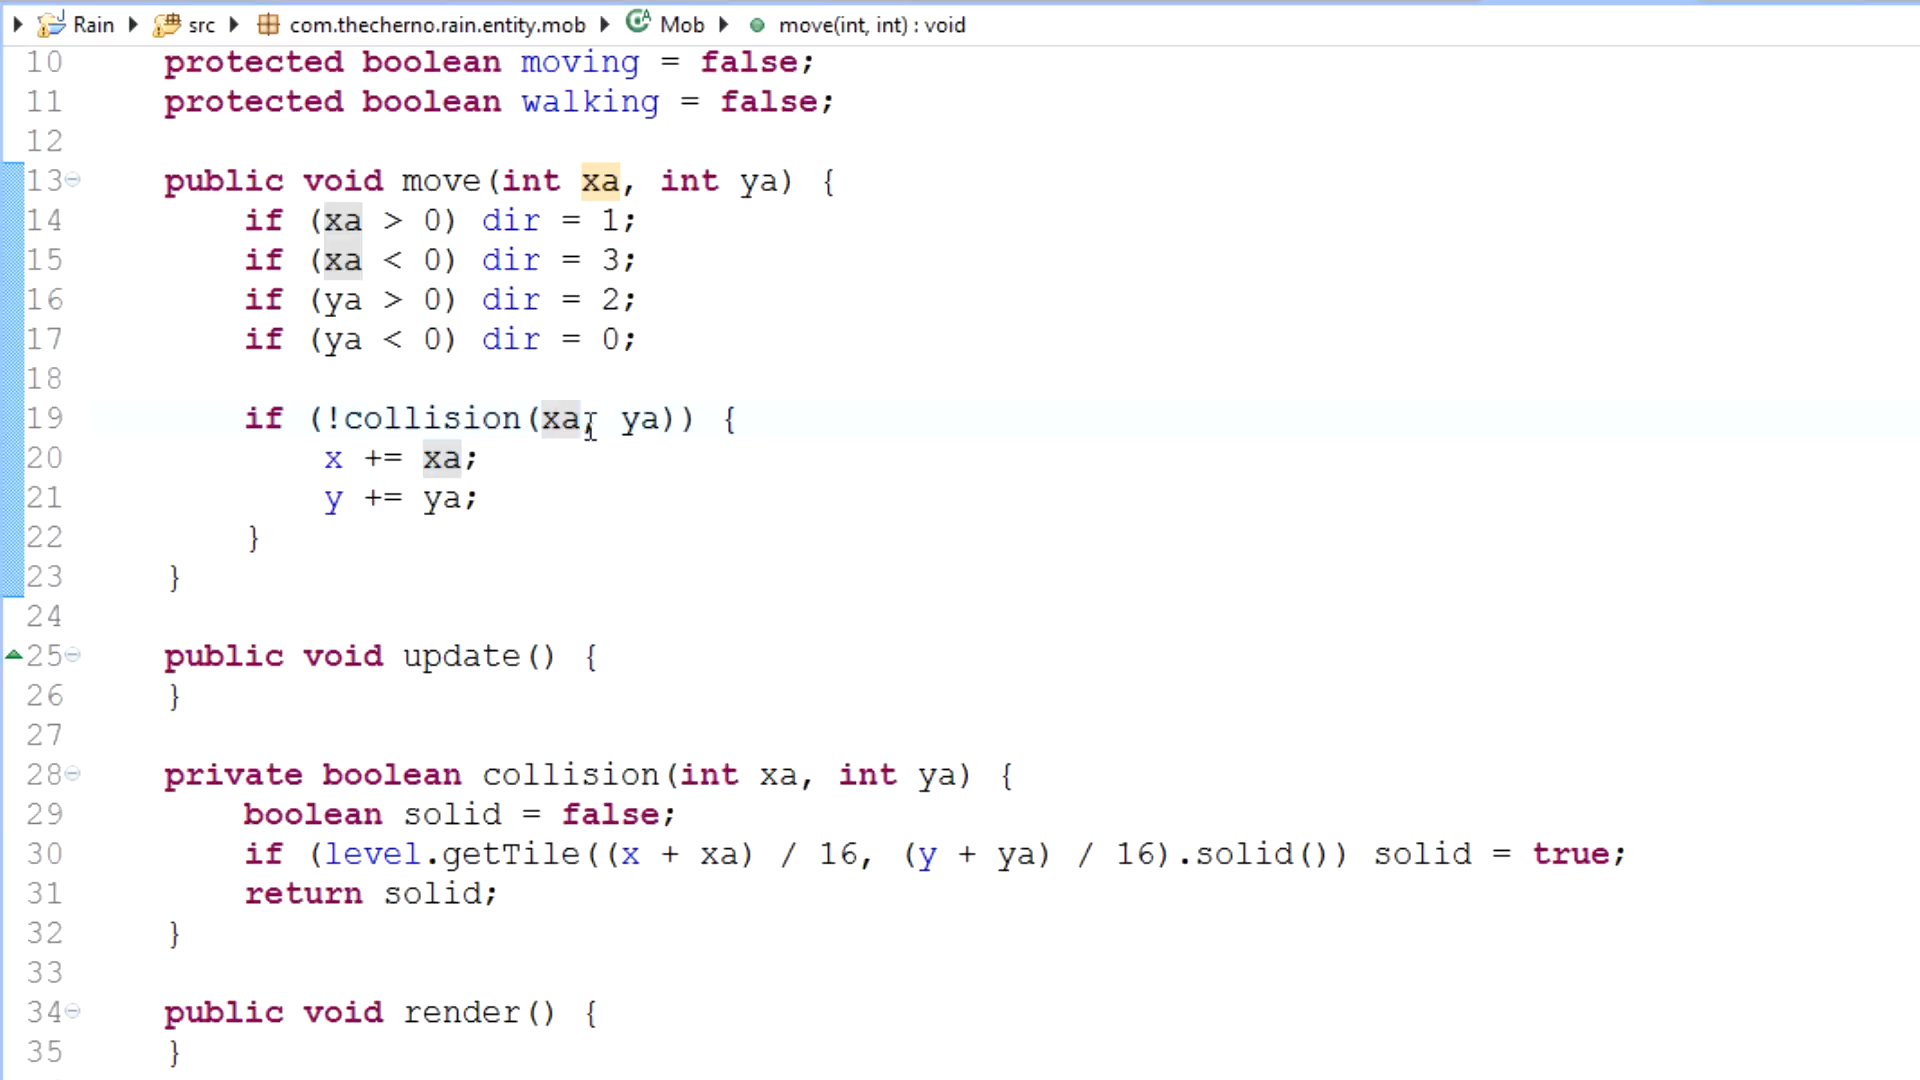 Rain src com.thecherno.rain.entity.mob Mob move(int, int) : void
10 protected boolean moving = false;
11 protected boolean walking = false;
12
13 public void move(int xa, int ya) {
14 if (xa > 0) dir = 1;
15 if (xa < 0) dir = 3;
16 if (ya > 0) dir = 2;
17 if (ya < 0) dir = 0;
18
19 if (!collision(xa, ya)) {
20 x += xa;
21 y += ya;
22 }
23 }
24
25 public void update() {
26 }
27
28 private boolean collision(int xa, int ya) {
29 boolean solid = false;
30 if (level.getTile((x + xa) / 16, (y + ya) / 16).solid()) solid = true;
31 return solid;
32 }
33
34 public void render() {
35 }